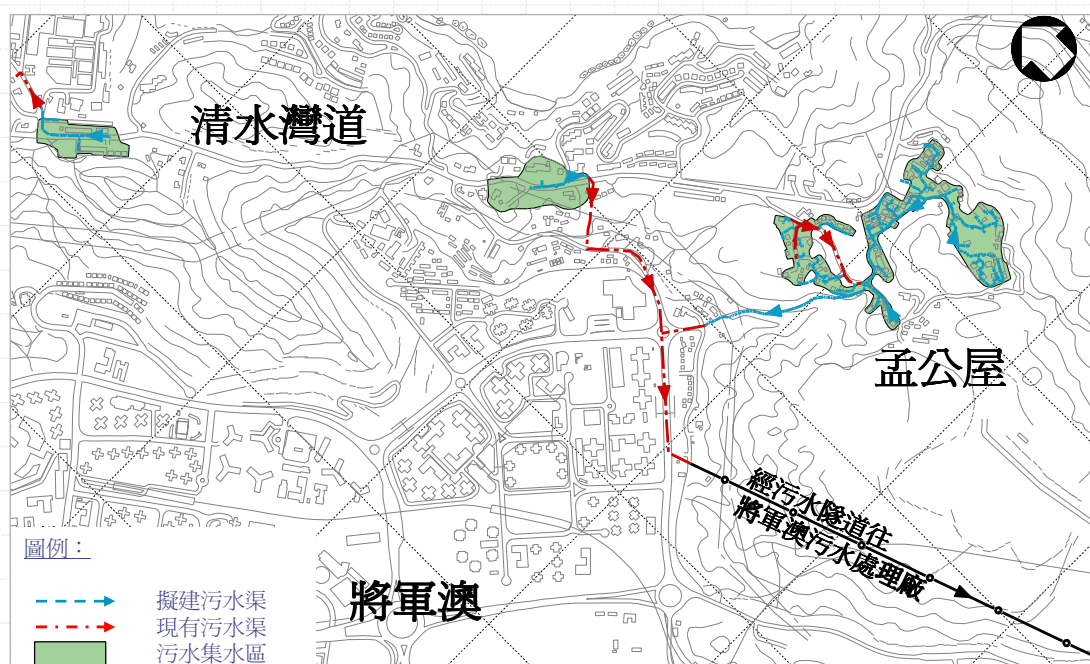 清水灣道
孟公屋
經污水隧道往
將軍澳污水處理廠
將軍澳
圖例：
擬建污水渠
現有污水渠
污水集水區